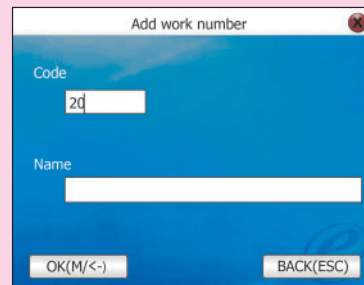 Add work number
Code
20
Name
OK(M/<-)
BACK(ESC)